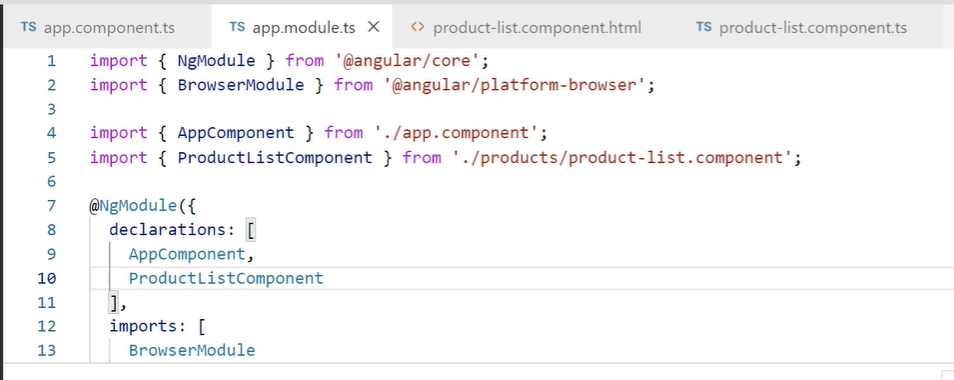 TS app.component.ts TS app.module.ts × <> product-list.component.html TS product-list.component.ts
1 import { NgModule } from '@angular/core';
2 import { BrowserModule } from '@angular/platform-browser';
3
4 import { AppComponent } from './app.component';
5 import { ProductListComponent } from './products/product-list.component';
6
7 @NgModule({
8 declarations: [
9 AppComponent,
10 ProductListComponent
11 ],
12 imports: [
13 BrowserModule